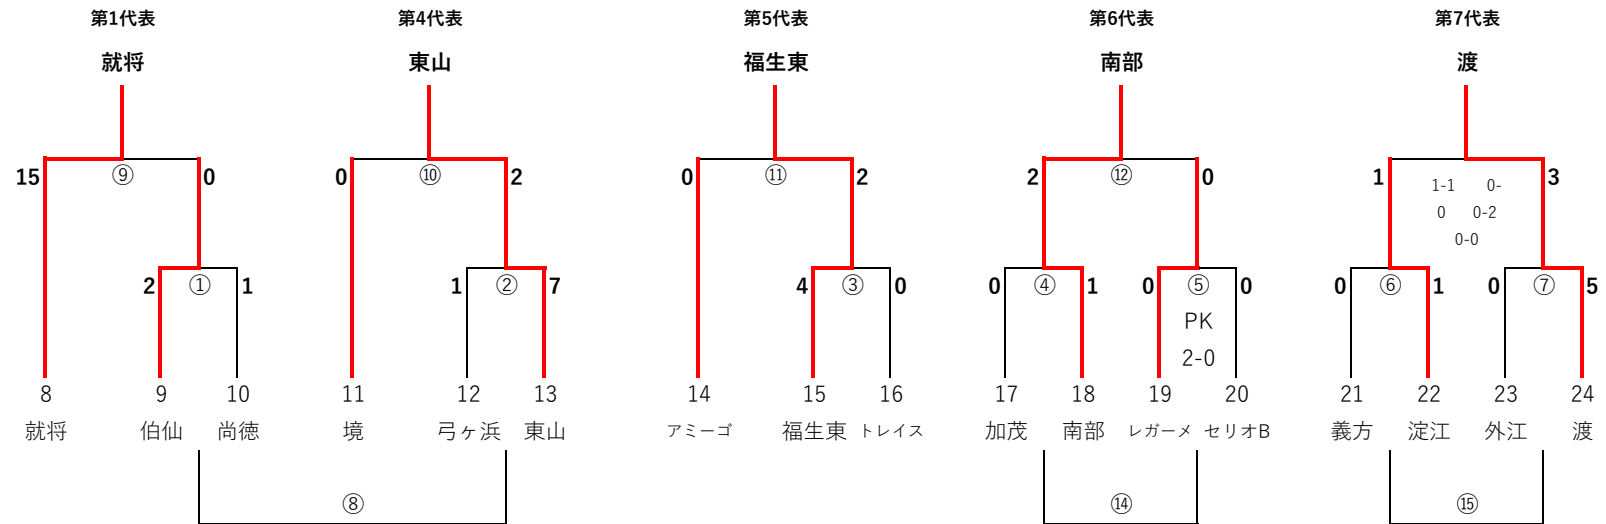 第1代表 第4代表 第5代表 第6代表 第7代表
就将 東山 福生東 南部 渡
15 ⑨ 0 0 ⑩ 2 0 ⑪ 2 2 ⑫ 0 1 3
1-1 0-
0 0-2
0-0
2 ① 1 1 ② 7 4 ③ 0 0 ④ 1 0 ⑤ 0 0 ⑥ 1 0 ⑦ 5
PK
2-0
8 9 10 11 12 13 14 15 16 17 18 19 20 21 22 23 24
就将 伯仙 尚徳 境 弓ヶ浜 東山 アミーゴ 福生東 トレイス 加茂 南部 レガーメ セリオB 義方 淀江 外江 渡
⑧ ⑭ ⑮